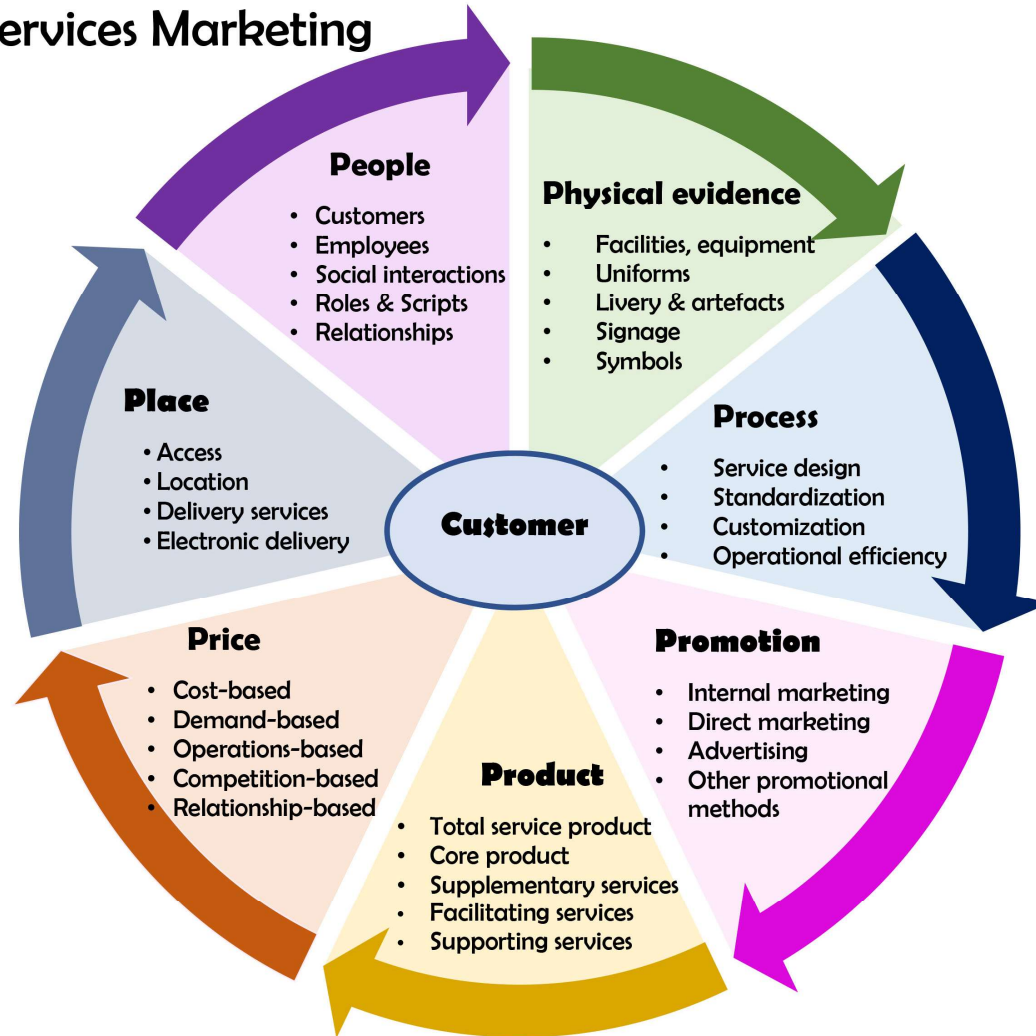 ervices Marketing
People
• Customers
• Employees
• Social interactions
• Roles & Scripts
• Relationships
Physical evidence
• Facilities, equipment
• Uniforms
• Livery & artefacts
• Signage
• Symbols
Process
• Service design
• Standardization
• Customization
• Operational efficiency
Promotion
• Internal marketing
• Direct marketing
• Advertising
• Other promotional
methods
Product
• Total service product
• Core product
• Supplementary services
• Facilitating services
• Supporting services
Price
• Cost-based
• Demand-based
• Operations-based
• Competition-based
• Relationship-based
Place
• Access
• Location
• Delivery services
• Electronic delivery
Customer